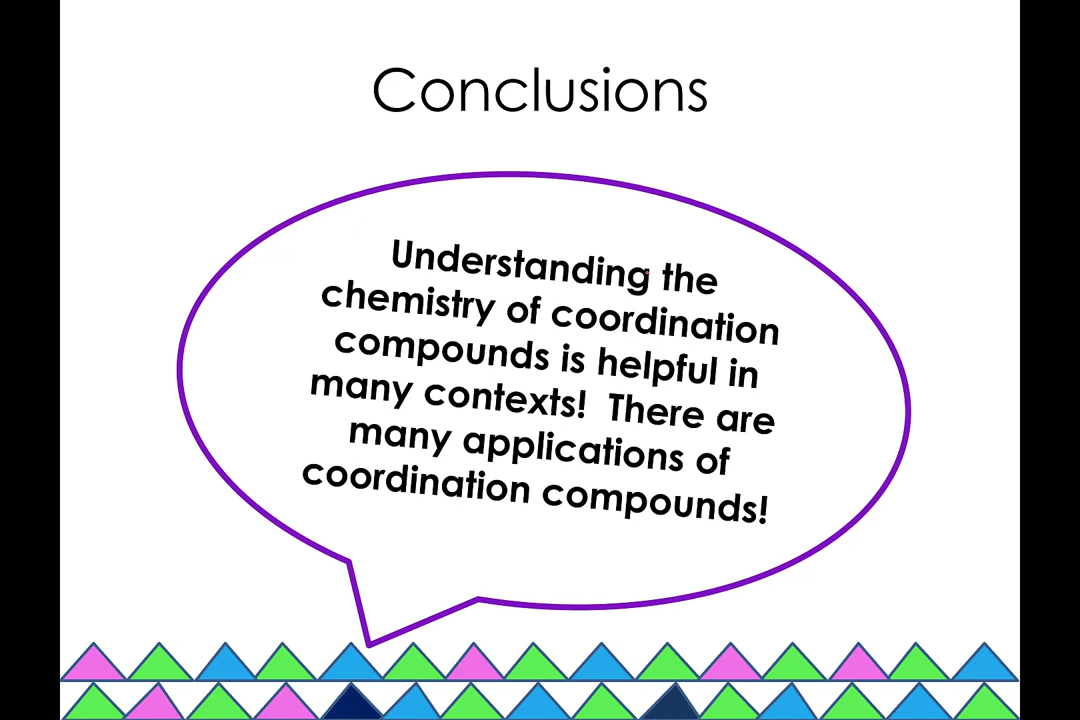 Conclusions
Understanding the
chemistry of coordination
compounds is helpful in
many contexts!  There are
many applications of
coordination compounds!